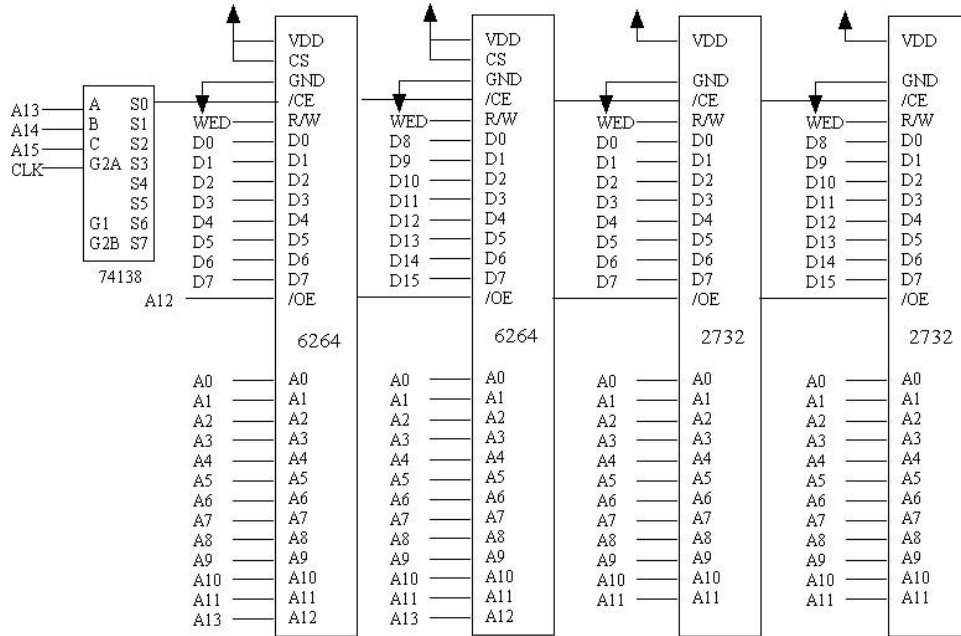 VDD
CS
GND
/CE
R/W
D0
D1
D2
D3
D4
D5
D6
D7
/OE
6264
A0
A1
A2
A3
A4
A5
A6
A7
A8
A9
A10
A11
A12
VDD
CS
GND
/CE
R/W
D0
D1
D2
D3
D4
D5
D6
D7
/OE
6264
A0
A1
A2
A3
A4
A5
A6
A7
A8
A9
A10
A11
A12
VDD
GND
/CE
R/W
D0
D1
D2
D3
D4
D5
D6
D7
/OE
2732
A0
A1
A2
A3
A4
A5
A6
A7
A8
A9
A10
A11
VDD
GND
/CE
R/W
D0
D1
D2
D3
D4
D5
D6
D7
/OE
2732
A0
A1
A2
A3
A4
A5
A6
A7
A8
A9
A10
A11
A13
A14
A15
CLK
A S0
B S1
C S2
G2A S3
S4
S5
G1 S6
G2B S7
74138
A12
WED
D0
D1
D2
D3
D4
D5
D6
D7
A0
A1
A2
A3
A4
A5
A6
A7
A8
A9
A10
A11
A13
WED
D8
D9
D10
D11
D12
D13
D14
D15
A0
A1
A2
A3
A4
A5
A6
A7
A8
A9
A10
A11
A13
WED
D0
D1
D2
D3
D4
D5
D6
D7
A0
A1
A2
A3
A4
A5
A6
A7
A8
A9
A10
A11
WED
D8
D9
D10
D11
D12
D13
D14
D15
A0
A1
A2
A3
A4
A5
A6
A7
A8
A9
A10
A11